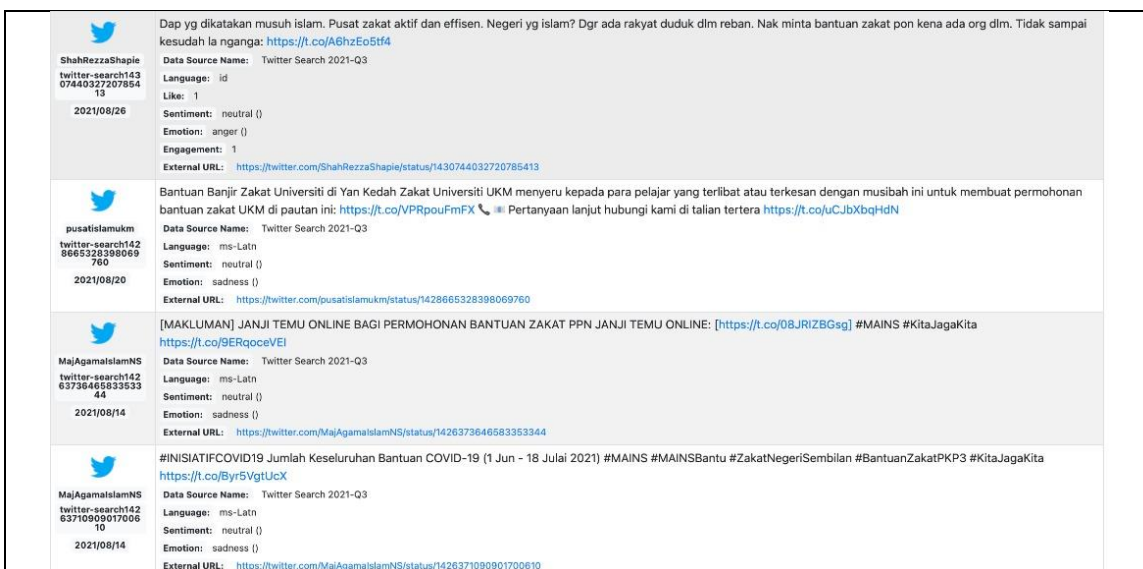 Dap yg dikatakan musuh islam. Pusat zakat aktif dan effisen. Negeri yg islam? Dgr ada rakyat duduk dlm reban. Nak minta bantuan zakat pon kena ada org dlm. Tidak sampai
kesudah la nganga: https://t.co/A6hzEo5tf4
ShahRezzaShapie
twitter-search143
07440327207854
13
2021/08/26
Data Source Name: Twitter Search 2021-Q3
Language: id
Like: 1
Sentiment: neutral ()
Emotion: anger ()
Engagement: 1
External URL: https://twitter.com/ShahRezzaShapie/status/1430744032720785413
Bantuan Banjir Zakat Universiti di Yan Kedah Zakat Universiti UKM menyeru kepada para pelajar yang terlibat atau terkesan dengan musibah ini untuk membuat permohonan
bantuan zakat UKM di pautan ini: https://t.co/VPRpouFmFX 📞 📧 Pertanyaan lanjut hubungi kami di talian tertera https://t.co/uCJbXbqHdN
pusatislamukm
twitter-search142
8665328398069
760
2021/08/20
Data Source Name: Twitter Search 2021-Q3
Language: ms-Latn
Sentiment: neutral ()
Emotion: sadness ()
External URL: https://twitter.com/pusatislamukm/status/1428665328398069760
[MAKLUMAN] JANJI TEMU ONLINE BAGI PERMOHONAN BANTUAN ZAKAT PPN JANJI TEMU ONLINE: [https://t.co/08JRIZBGsg] #MAINS #KitaJagaKita
https://t.co/9ERqoceVEI
MajAgamaIslamNS
twitter-search142
63736465833533
44
2021/08/14
Data Source Name: Twitter Search 2021-Q3
Language: ms-Latn
Sentiment: neutral ()
Emotion: sadness ()
External URL: https://twitter.com/MajAgamaIslamNS/status/1426373646583353344
#INISIATIFCOVID19 Jumlah Keseluruhan Bantuan COVID-19 (1 Jun - 18 Julai 2021) #MAINS #MAINSBantu #ZakatNegeriSembilan #BantuanZakatPKP3 #KitaJagaKita
https://t.co/Byr5VgtUcX
MajAgamaIslamNS
twitter-search142
63710909017006
10
2021/08/14
Data Source Name: Twitter Search 2021-Q3
Language: ms-Latn
Sentiment: neutral ()
Emotion: sadness ()
External URL: https://twitter.com/MajAgamaIslamNS/status/1426371090901700610